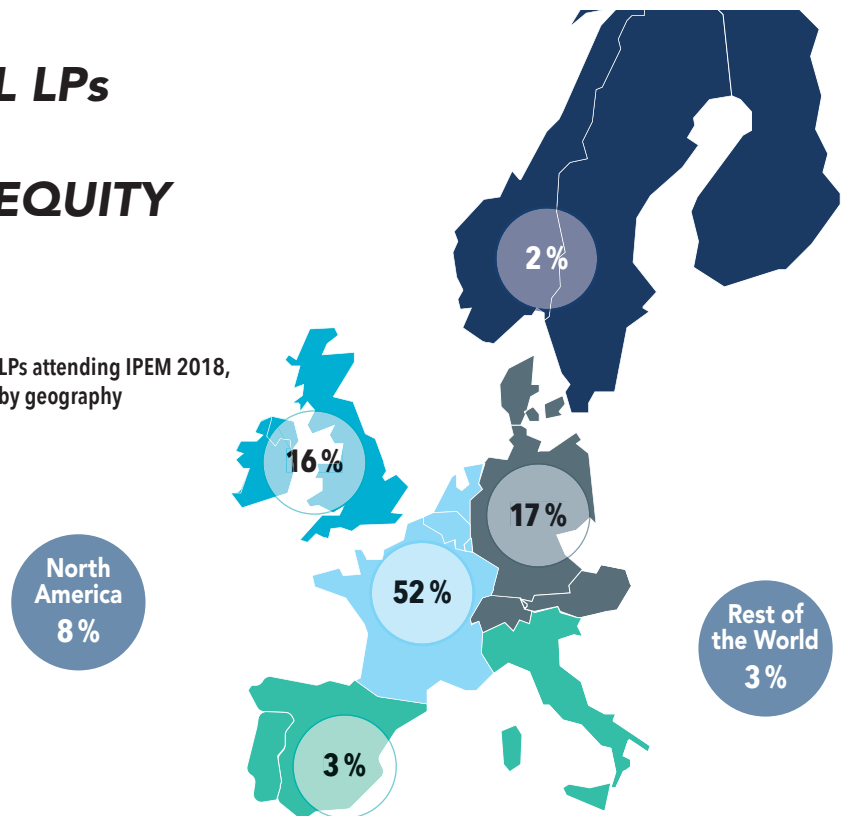 L LPs
EQUITY
LPs attending IPEM 2018,
by geography
2 %
16 %
17 %
52 %
North
America
8 %
Rest of
the World
3 %
3 %